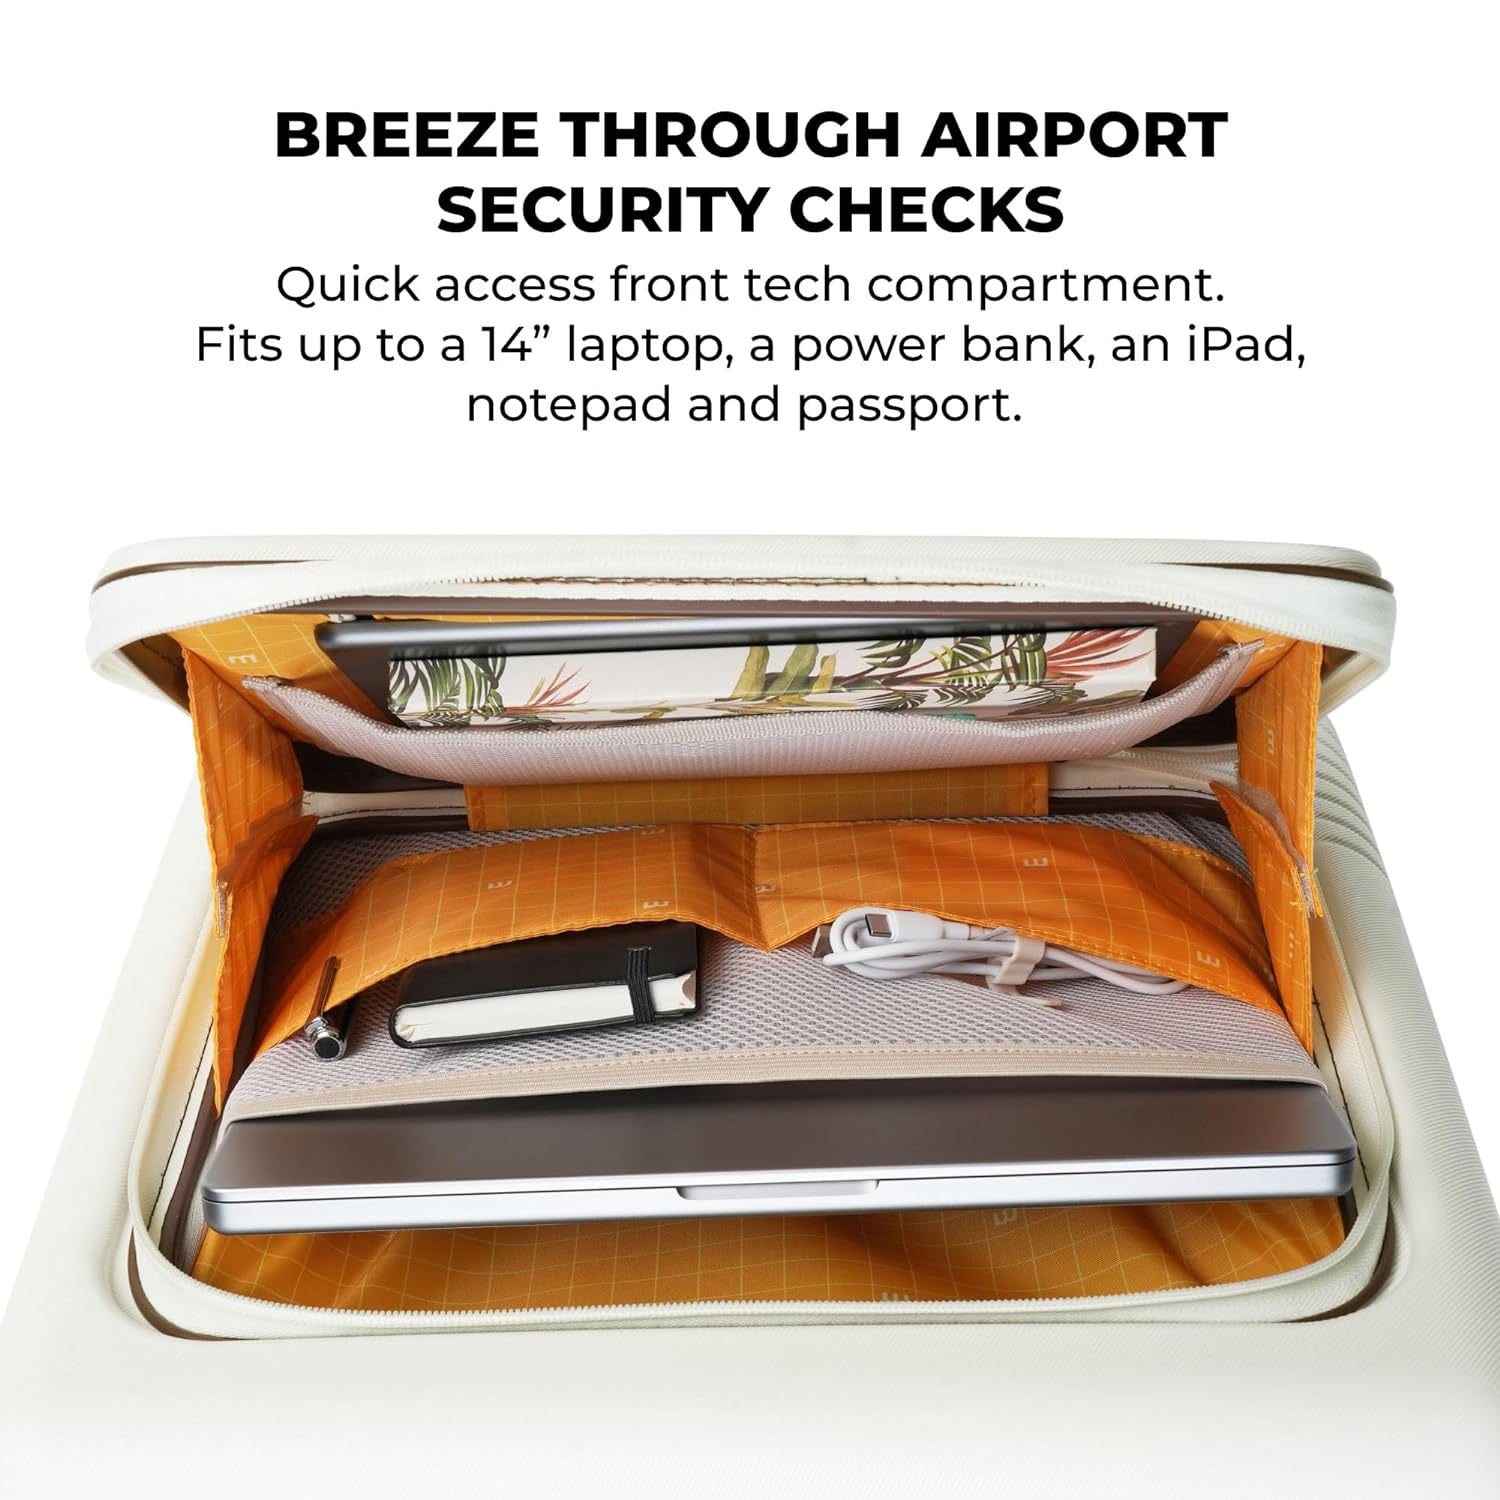 BREEZE THROUGH AIRPORT
SECURITY CHECKS
Quick access front tech compartment.
Fits up to a 14” laptop, a power bank, an iPad,
notepad and passport.